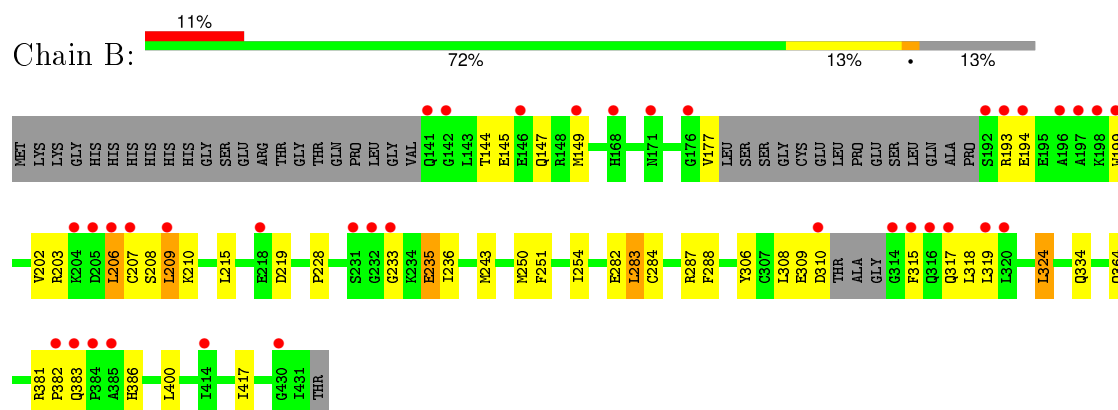 11%
Chain B:
72% 13% • 13%
MET LYS LYS GLY HIS HIS HIS HIS HIS HIS GLY SER GLU ARG THR GLY THR GLN PRO LEU GLY VAL Q141 G142 L143 T144 E145 E146 Q147 R148 M149 H168 N171 G176 V177 LEU SER SER GLY CYS GLU LEU PRO GLU SER LEU GLN ALA PRO S192 R193 E194 E195 A196 A197 K198 W199
V202 R203 K204 D205 L206 C207 S208 L209 K210 L215 E218 D219 P228 S231 G232 G233 K234 E235 I236 M243 M250 F251 I254 E282 L283 C284 R287 F288 Y306 C307 L308 E309 D310 THR ALA GLY G314 F315 Q316 Q317 L318 L319 L320 L324 Q334
R381 P382 Q383 P384 A385 H386 L400 I414 I417 G430 I431 THR